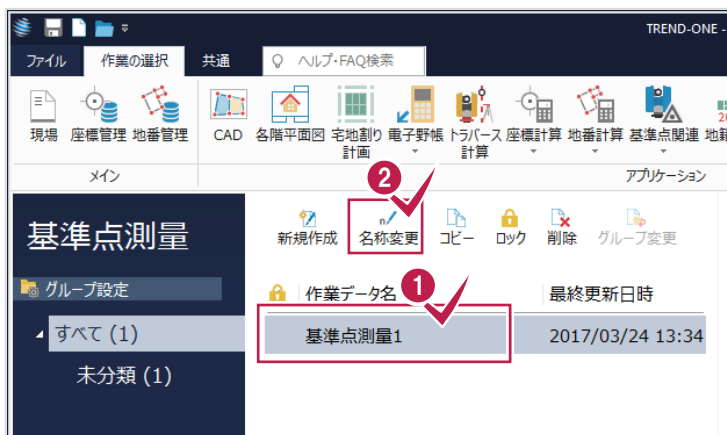 TREND-ONE -
ファイル 作業の選択 共通 ヘルプ・FAQ検索
現場 座標管理 地番管理 CAD 各階平面図 宅地割り計画 電子野帳 トラバース計算 座標計算 地番計算 基準点関連 地籍
メイン アプリケーション
2
基準点測量
新規作成 名称変更 コピー ロック 削除 グループ変更
グループ設定
1
作業データ名 最終更新日時
すべて (1)
基準点測量1 2017/03/24 13:34
未分類 (1)